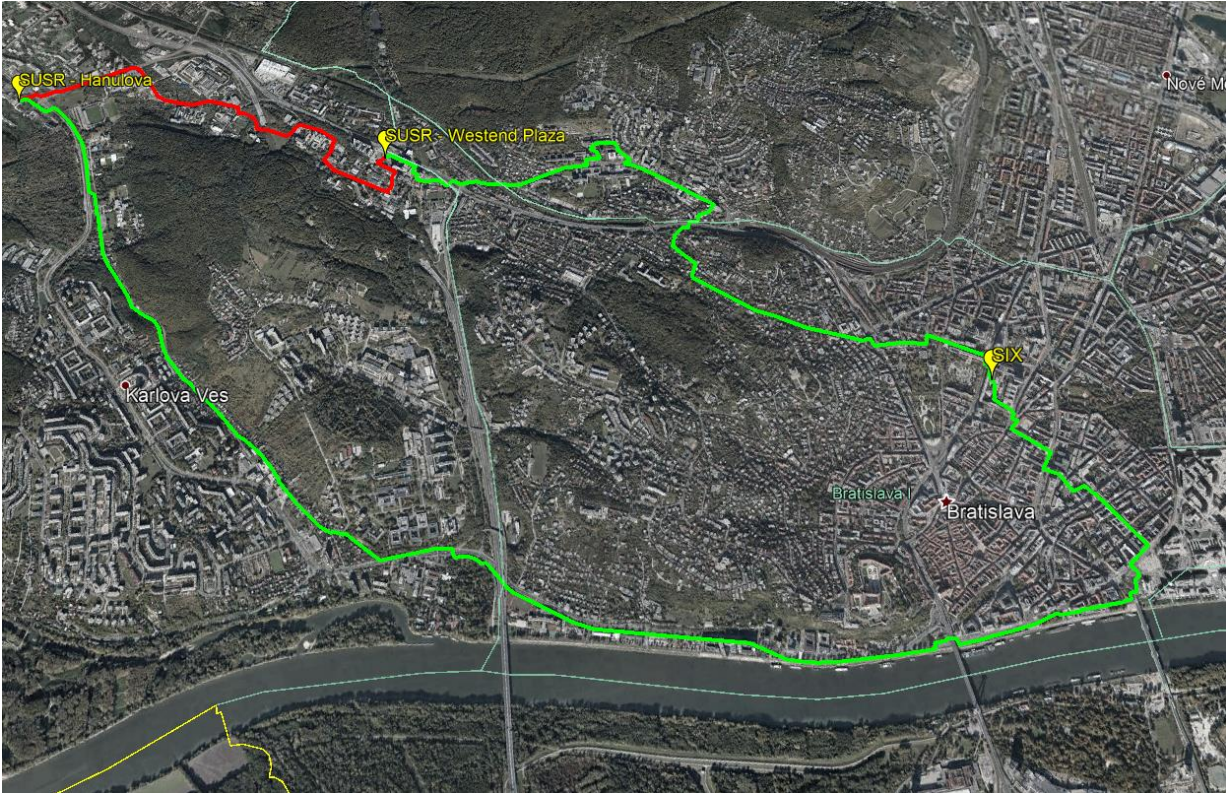 SUSR - Hanulova
Nové M
SUSR - Westend Plaza
SIX
Karlova Ves
Bratislava I
Bratislava